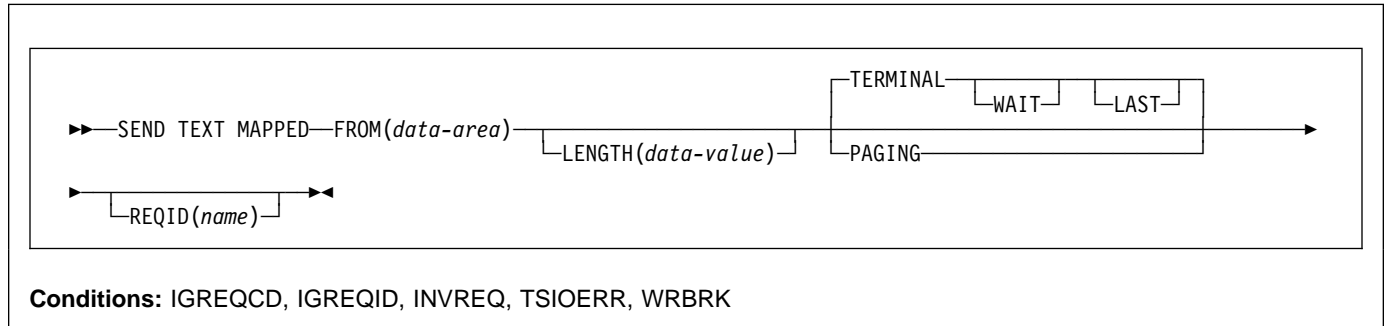 TERMINAL WAIT LAST
SEND TEXT MAPPED FROM(data-area) LENGTH(data-value) PAGING
REQID(name)
Conditions: IGREQCD, IGREQID, INVREQ, TSIOERR, WRBRK